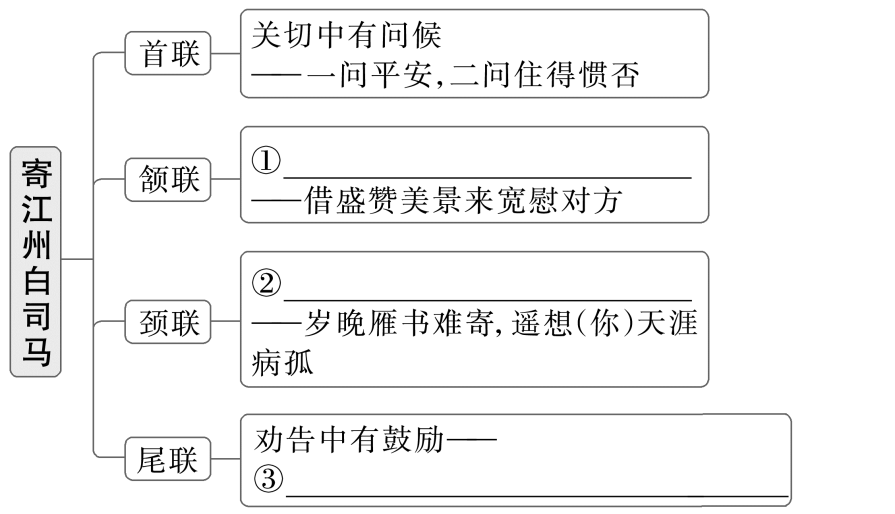 寄江州白司马
首联
关切中有问候
——一问平安,二问住得惯否
颔联
①
——借盛赞美景来宽慰对方
颈联
②
——岁晚雁书难寄,遥想(你)天涯
病孤
尾联
劝告中有鼓励——
③